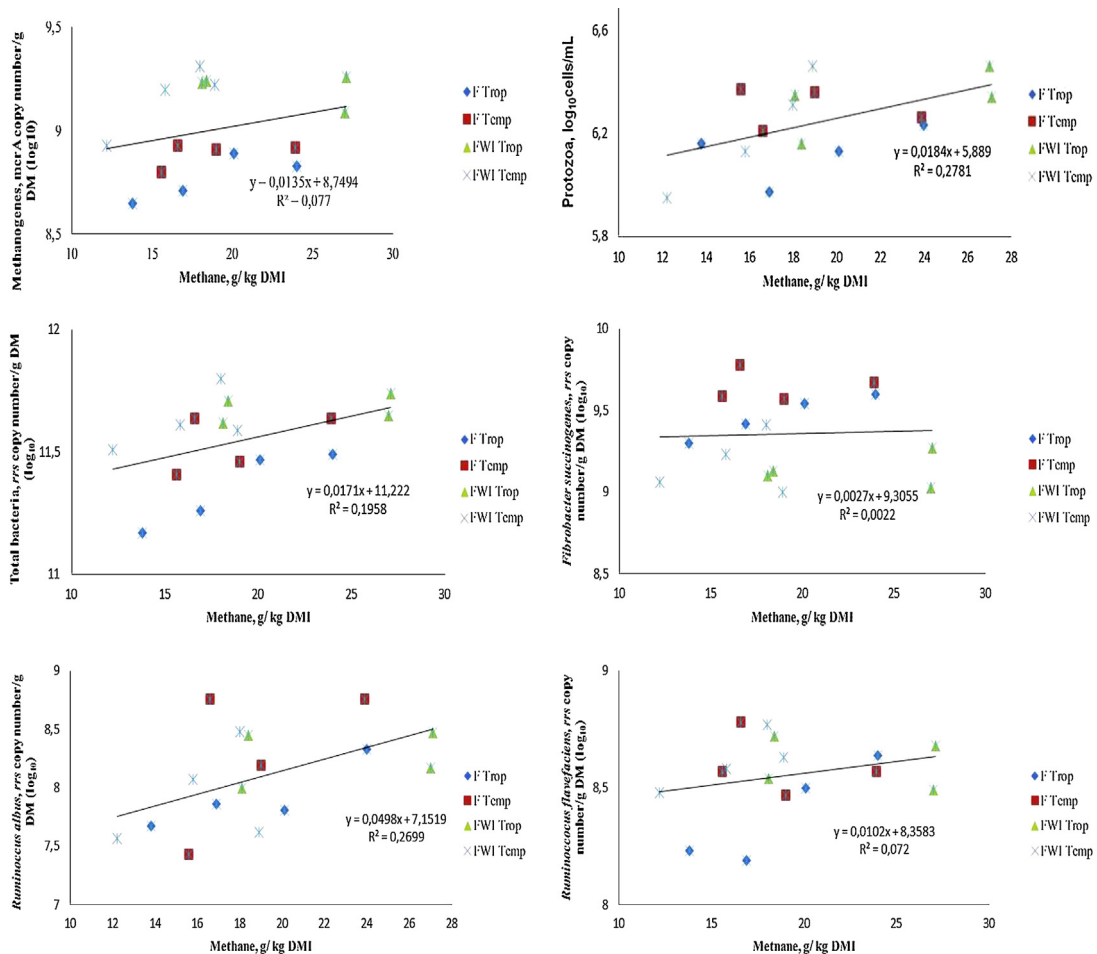 Methanogenes, mcrA copy number/g
DM (log10)
9,5
9
8,5
10
15
20
25
30
Methane, g/ kg DMI
y – 0,0135x + 8,7494
R² – 0,077
F Trop
F Temp
FWI Trop
FWI Temp
Protozoa, log10cells/mL
6,6
6,2
5,8
10
12
14
16
18
20
22
24
26
28
Methane, g/ kg DMI
y = 0,0184x + 5,889
R² = 0,2781
F Trop
F Temp
FWI Trop
FWI Temp
Total bacteria, rrs copy number/g DM
(log10)
12
11,5
11
10
15
20
25
30
Methane, g/ kg DMI
y = 0,0171x + 11,222
R² = 0,1958
F Trop
F Temp
FWI Trop
FWI Temp
Fibrobacter succinogenes,, rrs copy
number/g DM (log10)
10
9,5
9
8,5
10
15
20
25
30
Methane, g/ kg DMI
y = 0,0027x + 9,3055
R² = 0,0022
F Trop
F Temp
FWI Trop
FWI Temp
Ruminoccus albus, rrs copy number/g
DM (log10)
9
8,5
8
7,5
7
10
12
14
16
18
20
22
24
26
28
Methane, g/ kg DMI
y = 0,0498x + 7,1519
R² = 0,2699
F Trop
F Temp
FWI Trop
FWI Temp
Ruminoccocus flavefaciens, rrs copy
number/g DM (log10)
9
8,5
8
10
15
20
25
30
Methane, g/ kg DMI
y = 0,0102x + 8,3583
R² = 0,072
F Trop
F Temp
FWI Trop
FWI Temp